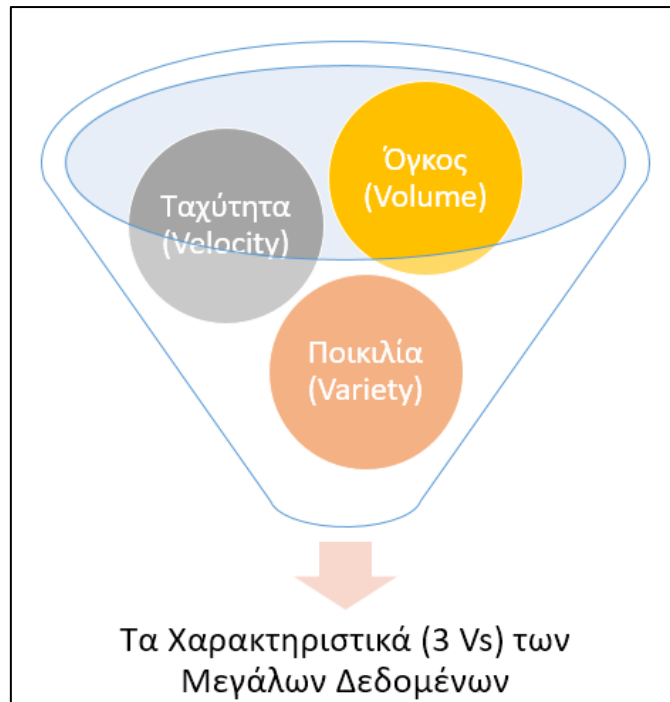 Όγκος
(Volume)
Ταχύτητα
(Velocity)
Ποικιλία
(Variety)
Τα Χαρακτηριστικά (3 Vs) των
Μεγάλων Δεδομένων